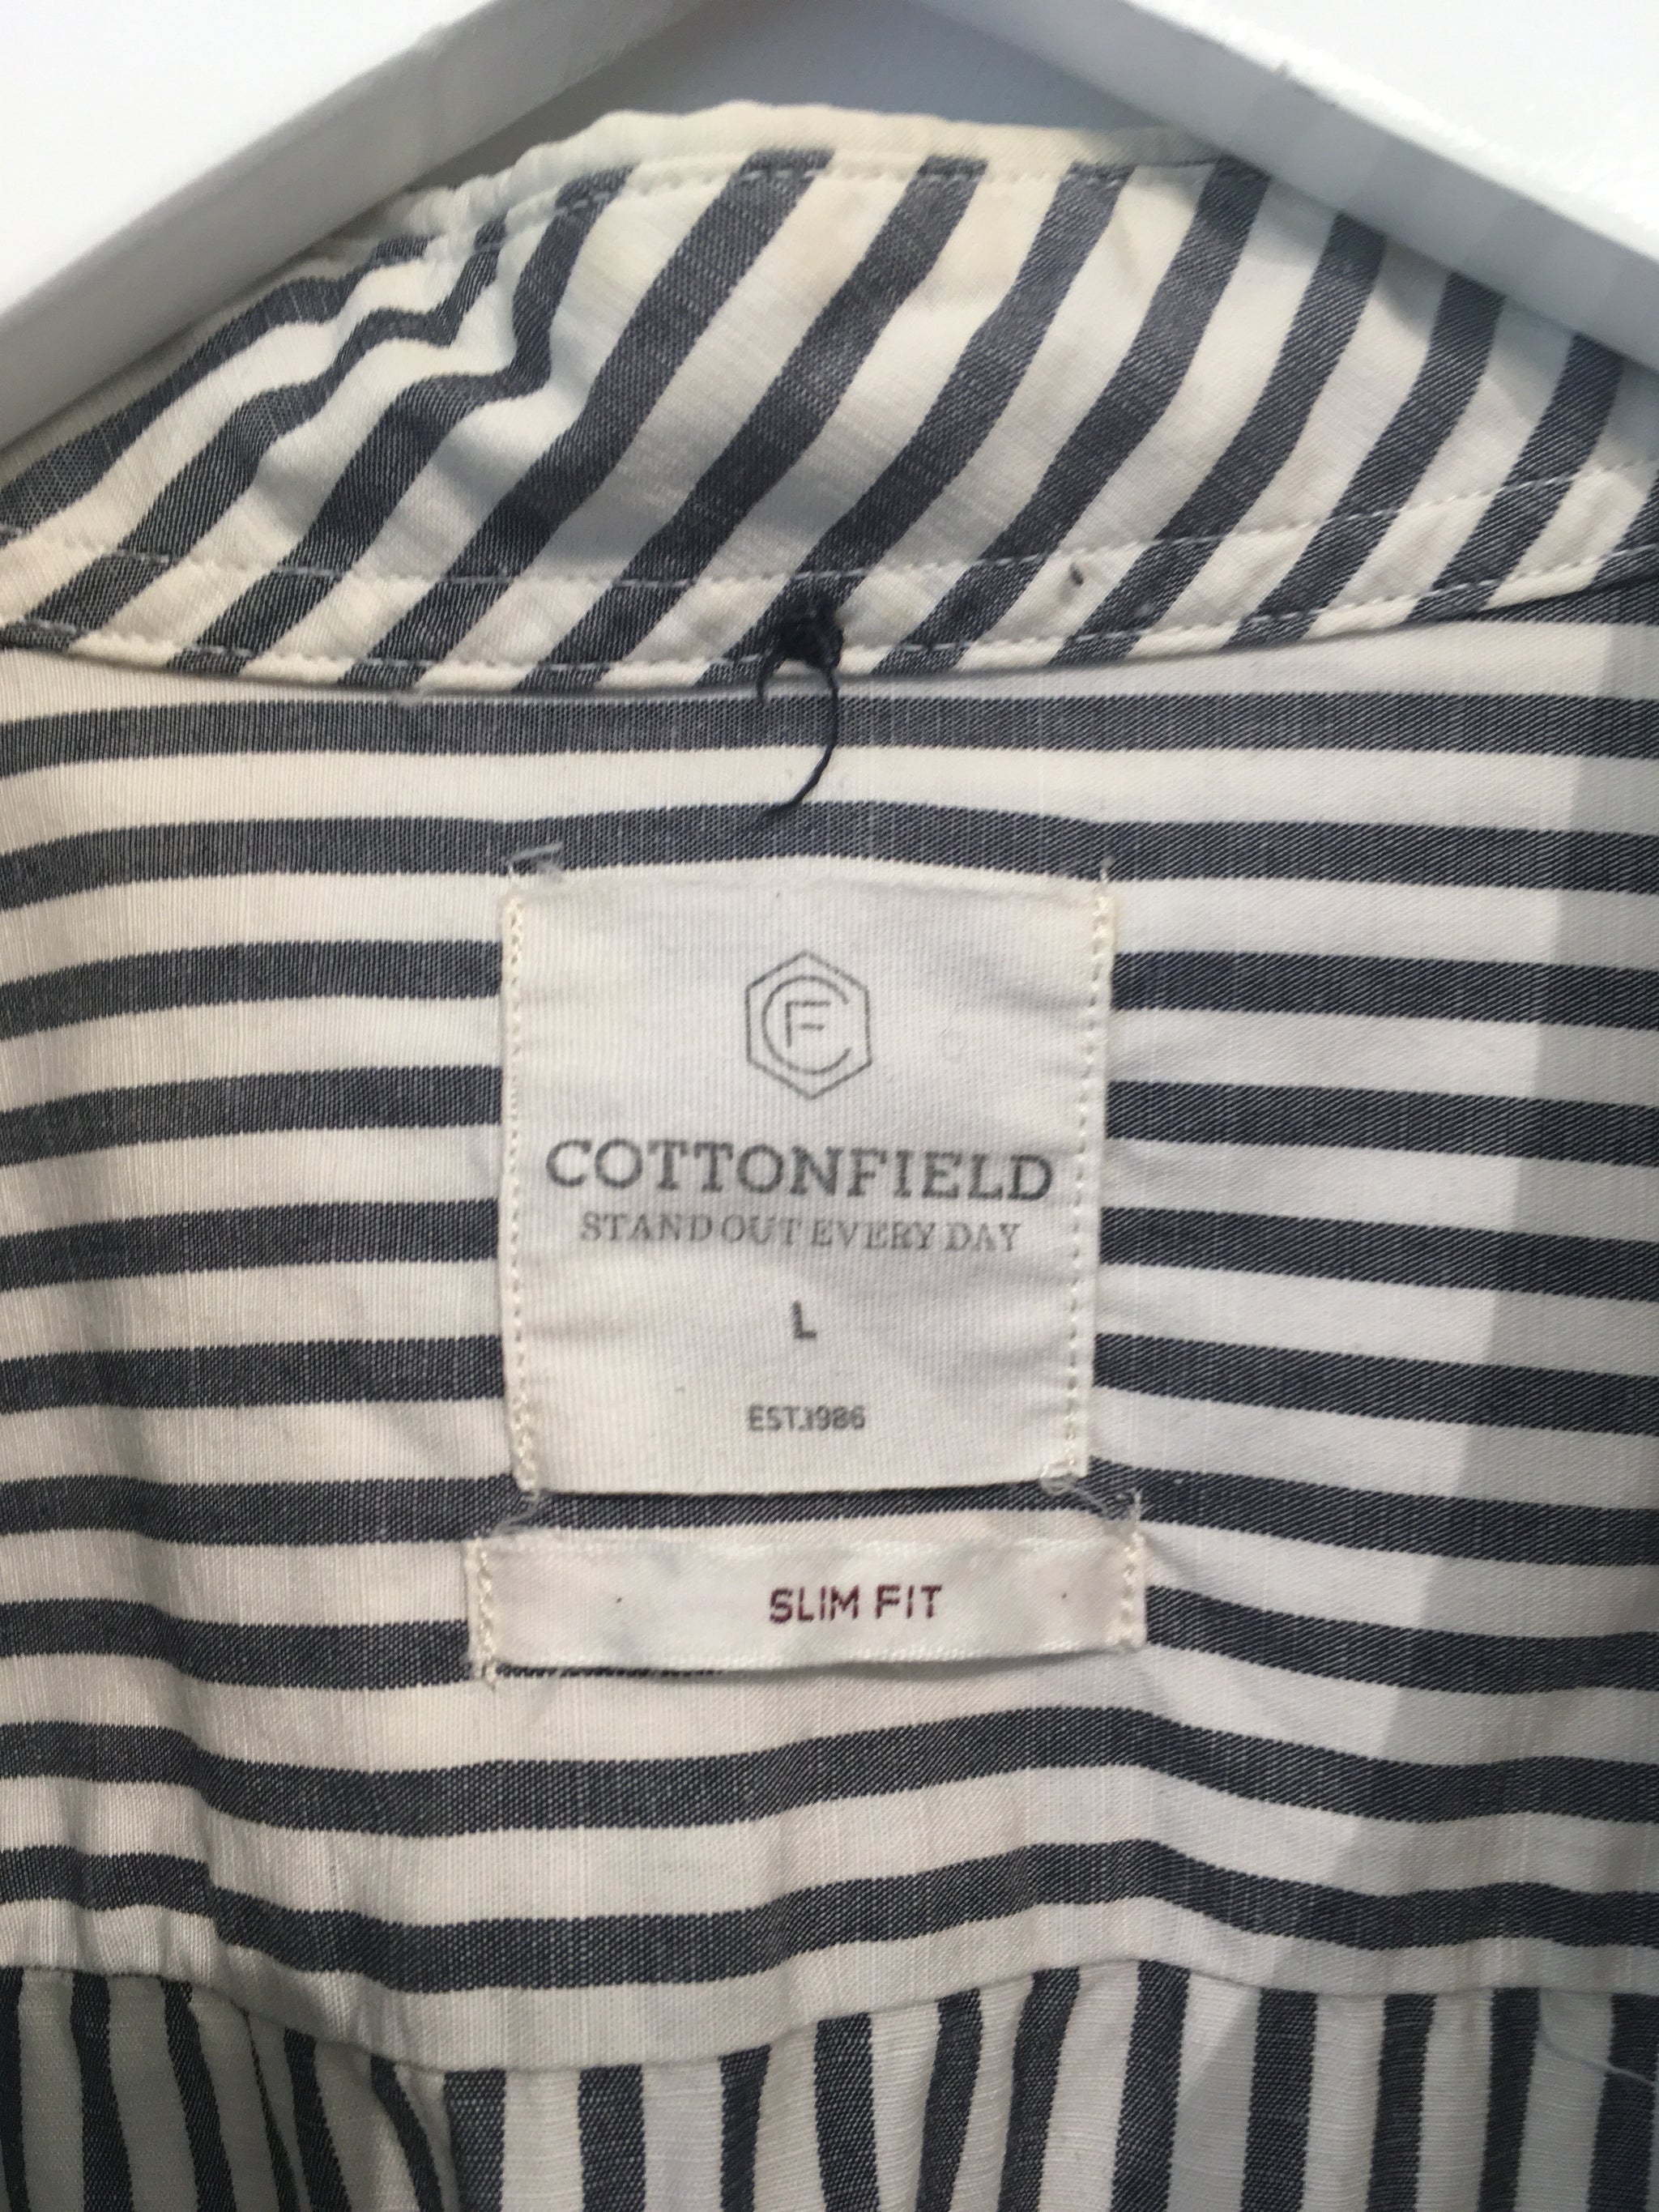 CF
COTTONFIELD
STAND OUT EVERY DAY
L
EST.1986
SLIM FIT